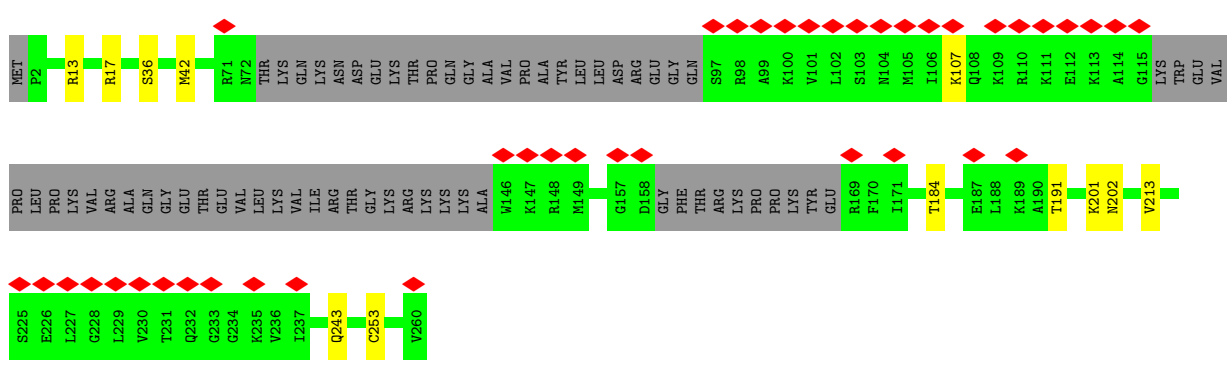 MET P2 R13 R17 S36 M42 R71 N72 THR LYS GLN LYS ASN ASP GLU LYS THR PRO GLN GLY ALA VAL PRO ALA TYR LEU LEU ASP ARG GLU GLY GLN S97 R98 A99 K100 V101 L102 S103 N104 M105 I106 K107 Q108 K109 R110 K111 E112 K113 A114 G115 LYS TRP GLU VAL
PRO LEU PRO LYS VAL ARG ALA GLN GLY GLU THR GLU VAL LEU LYS VAL ILE ARG THR GLY LYS ARG LYS LYS LYS ALA W146 K147 R148 M149 G157 D158 GLY PHE THR ARG LYS PRO PRO LYS TYR GLU R169 F170 I171 T184 E187 L188 K189 A190 T191 K201 N202 V213
S225 E226 L227 G228 L229 V230 T231 Q232 G233 G234 K235 V236 I237 Q243 C253 V260